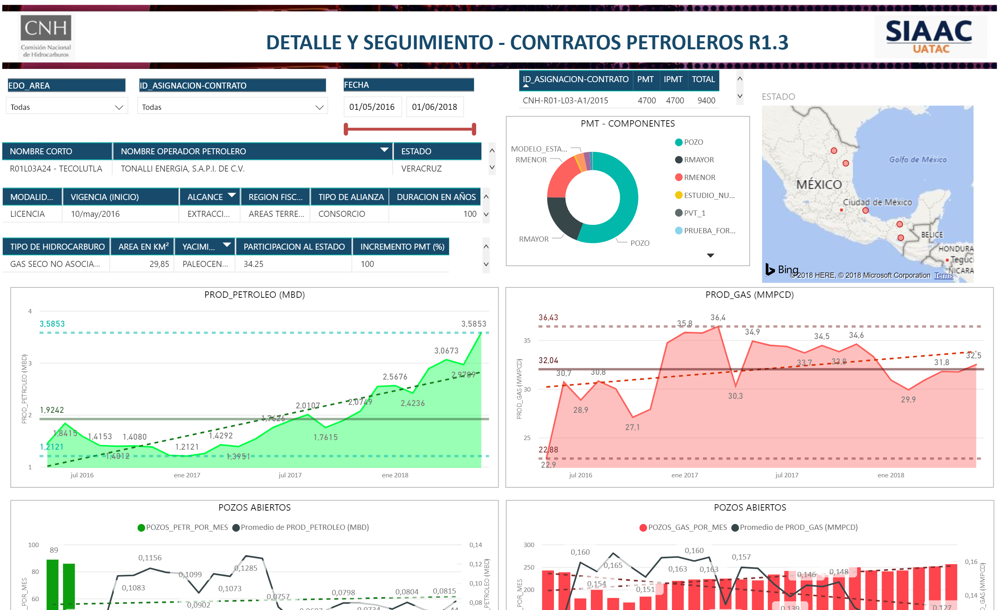 CNH
Comisión Nacional
de Hidrocarburos
DETALLE Y SEGUIMIENTO - CONTRATOS PETROLEROS R1.3
SIAAC
UATAC
EDO_AREA
Todas
ID_ASIGNACION-CONTRATO
Todas
FECHA
01/05/2016 01/06/2018
ID_ASIGNACION-CONTRATO PMT IPMT TOTAL
CNH-R01-L03-A1/2015 4700 4700 9400
NOMBRE CORTO NOMBRE OPERADOR PETROLERO ESTADO
R01L03A24 - TECOLUTLA TONALLI ENERGIA, S.A.P.I. DE C.V. VERACRUZ
MODALID... VIGENCIA (INICIO) ALCANCE REGION FISC... TIPO DE ALIANZA DURACION EN AÑOS
LICENCIA 10/may/2016 EXTRACCI... AREAS TERRE... CONSORCIO 100
TIPO DE HIDROCARBURO AREA EN KM² YACIMI... PARTICIPACION AL ESTADO INCREMENTO PMT (%)
GAS SECO NO ASOCIA... 29,85 PALEOCEN... 34.25 100
PMT - COMPONENTES
MODELO_ESTA...
RMENOR
RMAYOR
POZO
POZO
RMAYOR
RMENOR
ESTUDIO_NU...
PVT_1
PRUEBA_FOR...
ESTADO
Golfo de México
MÉXICO
Ciudad de México
BELICE
HONDURA
Teguci
NICARA
Bing
© 2018 HERE, © 2018 Microsoft Corporation Terms
PROD_PETROLEO (MBD)
PROD_PETROLEO (MBD)
4
3
2
1
3,5853
1,9242
1,2121
1,8415
1,4153
1,4012
1,4080
1,2121
1,4292
1,3951
1,7626
2,0107
1,7615
2,0749
2,5676
2,4236
3,0673
2,9789
3,5853
jul 2016 ene 2017 jul 2017 ene 2018
PROD_GAS (MMPCD)
PROD_GAS (MMPCD)
35
30
25
36,43
32,04
22,88
22,9
30,7
28,9
30,8
27,1
35,8
36,4
30,3
34,9
33,7
34,5
33,8
34,6
29,9
31,8
32,5
jul 2016 ene 2017 jul 2017 ene 2018
POZOS ABIERTOS
POZOS_PETR_POR_MES Promedio de PROD_PETROLEO (MBD)
100
80
60
_POR_MES
89
0,1083
0,1156
0,1099
0,0902
0,1073
0,1285
0,0757
0,0798
0,0804
0,0815
0,14
0,12
0,10
0,08
_PETROLEO (MBD)
POZOS ABIERTOS
POZOS_GAS_POR_MES Promedio de PROD_GAS (MMPCD)
300
250
200
_POR_MES
0,160
0,154
0,165
0,151
0,163
0,160
0,163
0,157
0,139
0,146
0,148
0,127
0,16
0,14
D_GAS (MMPCD)